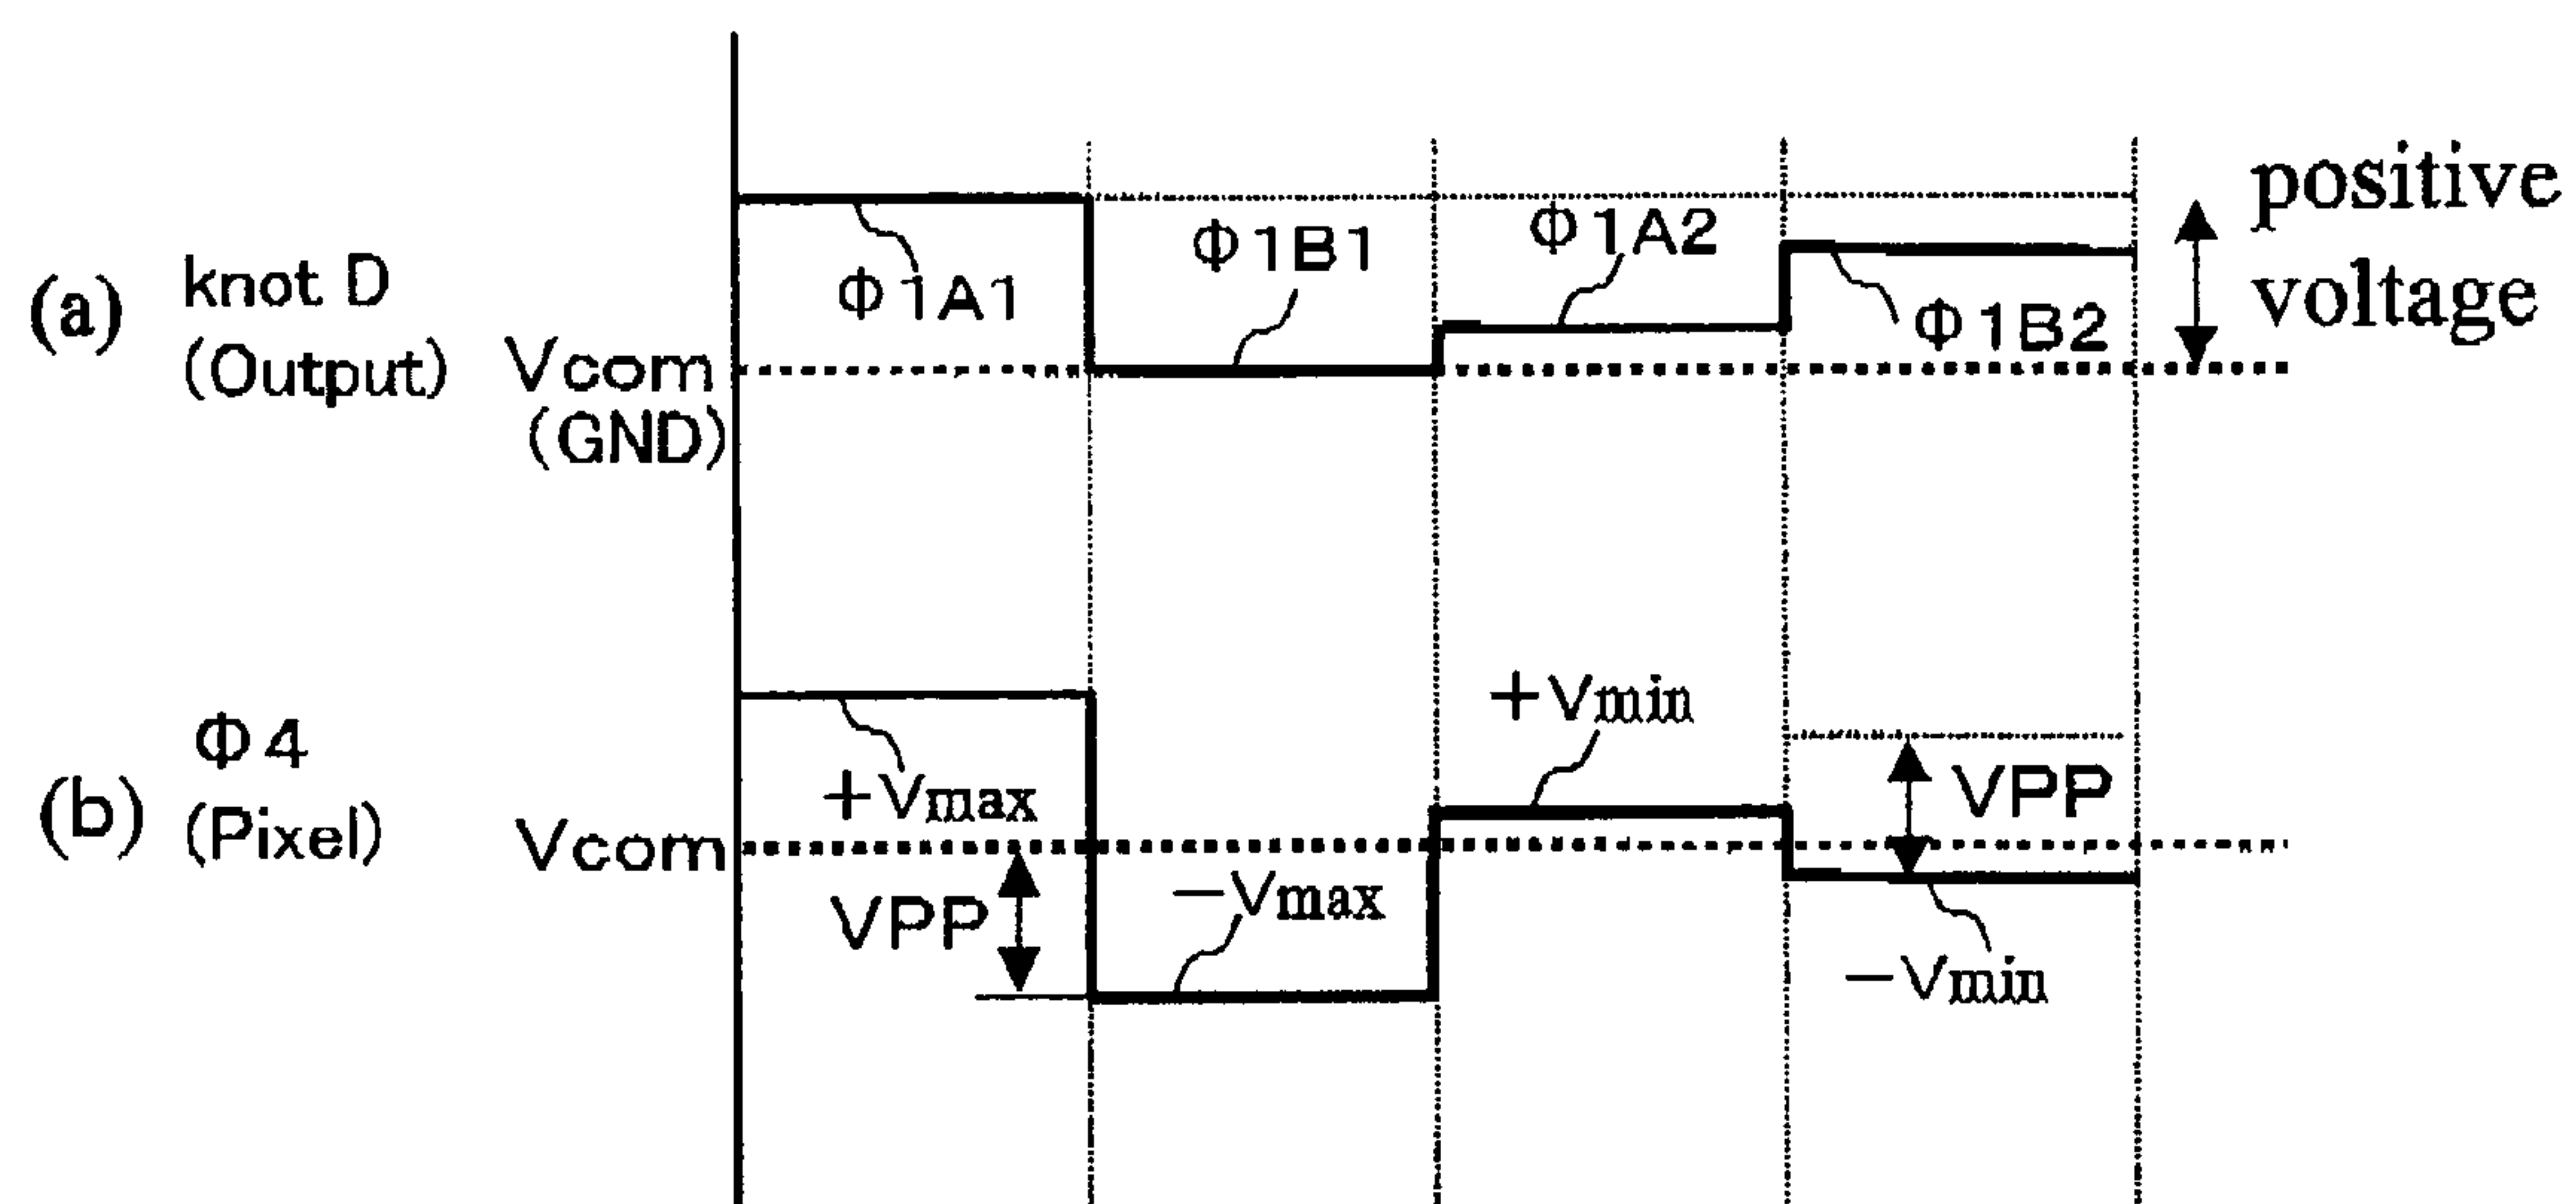 (a) knot D
(Output)
Vcom
(GND)
Φ1A1
Φ1B1
Φ1A2
Φ1B2
positive
voltage
(b) Φ4
(Pixel)
Vcom
+Vmax
VPP
−Vmax
+Vmin
VPP
−Vmin